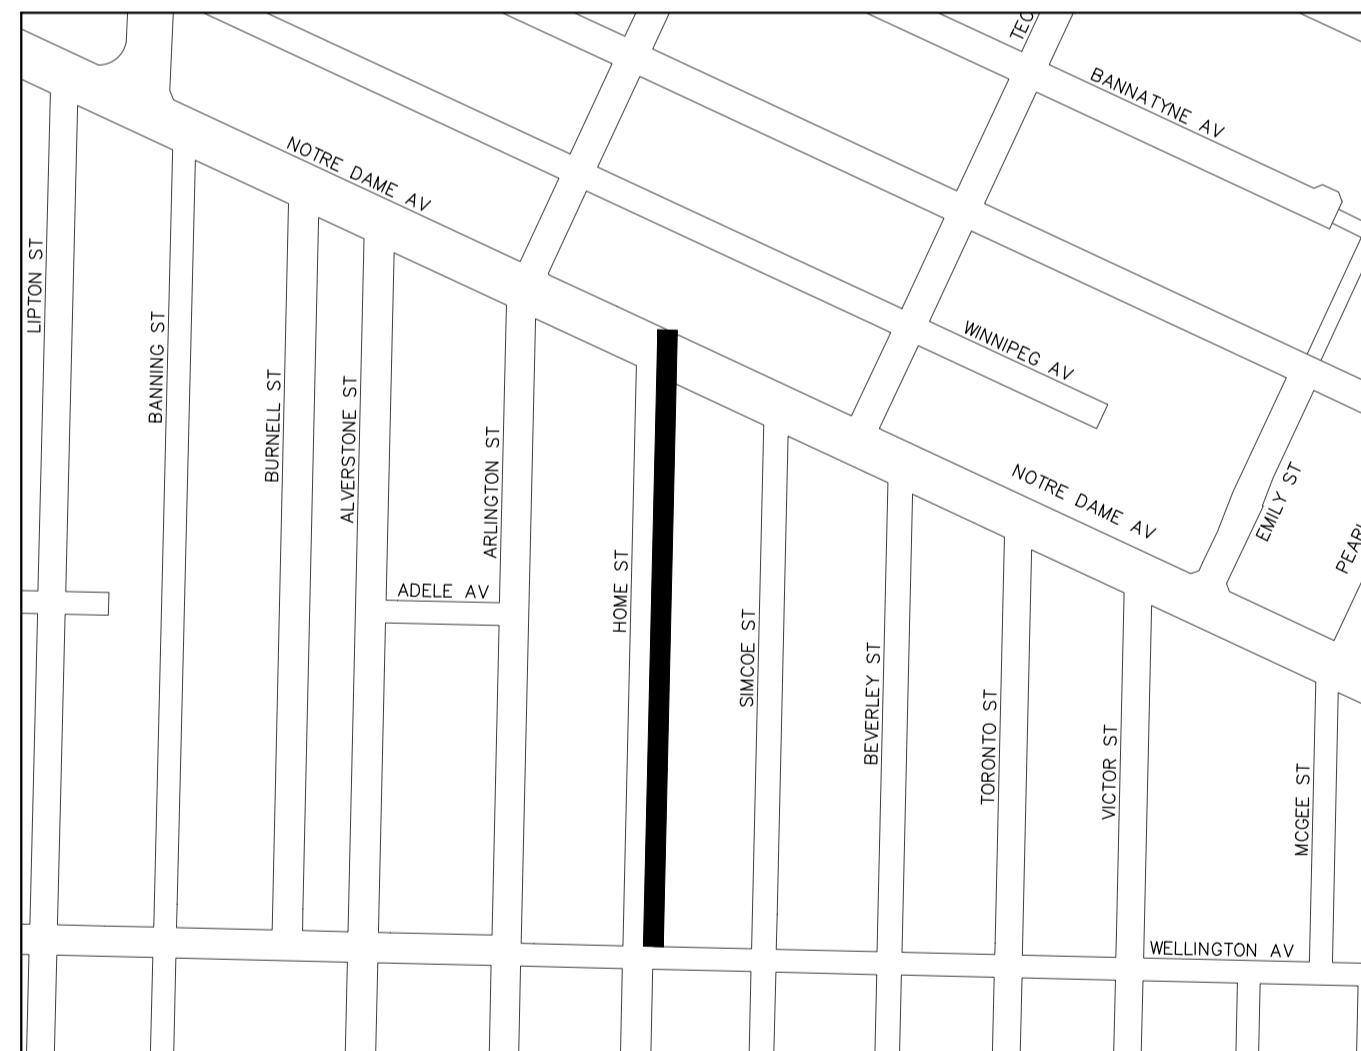 TEC
BANNATYNE AV
NOTRE DAME AV
LIPTON ST
BANNING ST
BURNELL ST
ALVERSTONE ST
ARLINGTON ST
WINNIPEG AV
NOTRE DAME AV
EMILY ST
PEARL
ADELE AV
HOME ST
SIMCOE ST
BEVERLEY ST
TORONTO ST
VICTOR ST
MCGEE ST
WELLINGTON AV